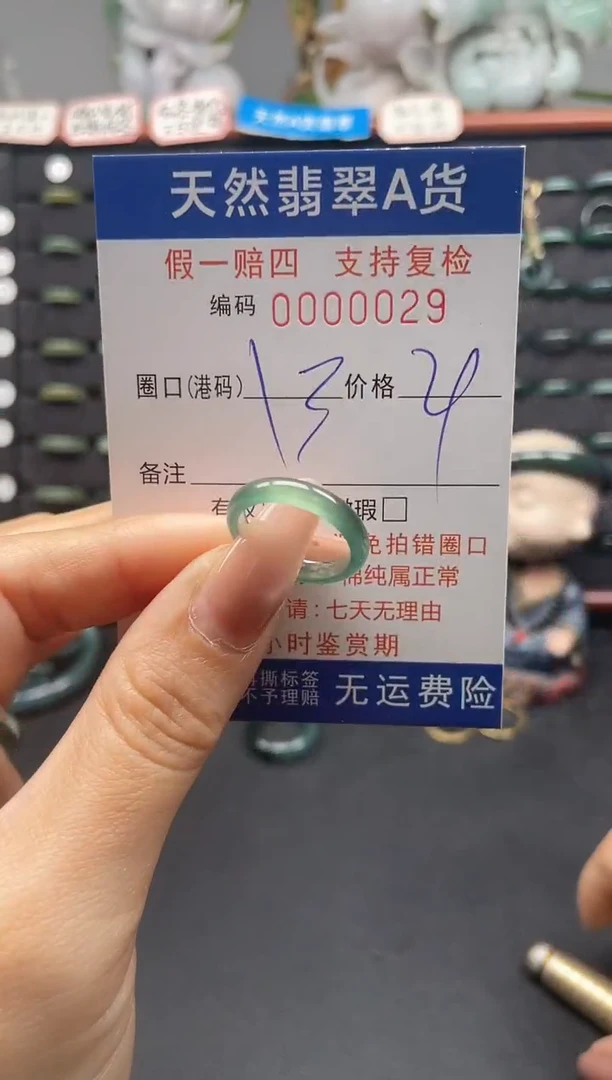 天然翡翠A货
假一赔四 支持复检
编码 0000029
圈口(港码) 13 价格 4
备注
有 瑕□
免拍错圈口
棉纯属正常
请:七天无理由
小时鉴赏期
撕标签
不予理赔 无运费险